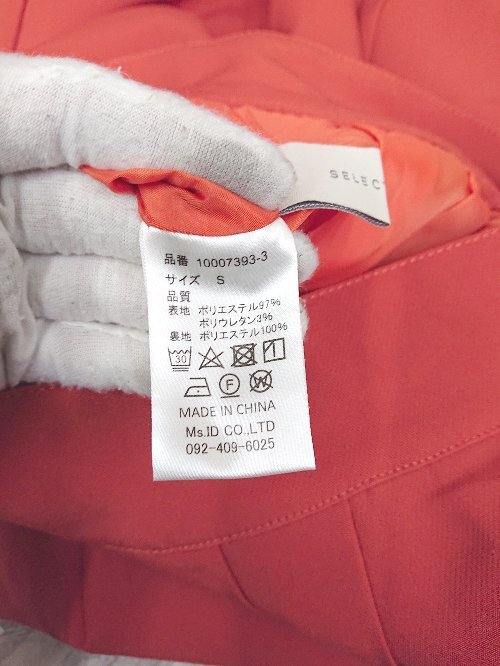 SELEC
品番 10007393-3
サイズ S
品質
表地 ポリエステル97%
ポリウレタン3%
裏地 ポリエステル100%
30
F W
MADE IN CHINA
Ms.ID CO.,LTD
092-409-6025